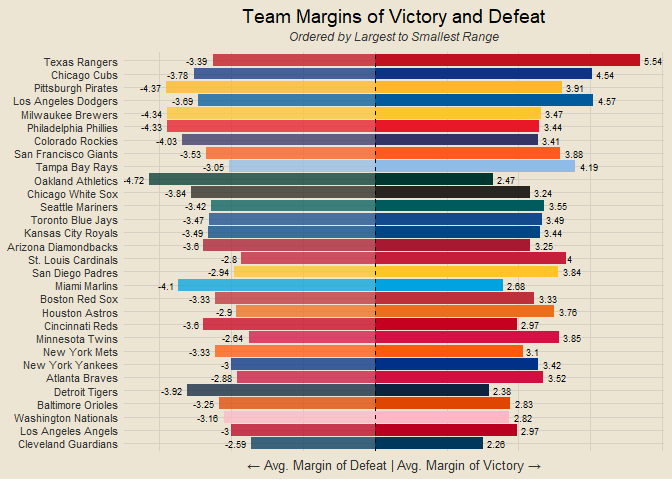 Team Margins of Victory and Defeat
Ordered by Largest to Smallest Range
Texas Rangers -3.39 5.54
Chicago Cubs -3.78 4.54
Pittsburgh Pirates -4.37 3.91
Los Angeles Dodgers -3.69 4.57
Milwaukee Brewers -4.34 3.47
Philadelphia Phillies -4.33 3.44
Colorado Rockies -4.03 3.41
San Francisco Giants -3.53 3.88
Tampa Bay Rays -3.05 4.19
Oakland Athletics -4.72 2.47
Chicago White Sox -3.84 3.24
Seattle Mariners -3.42 3.55
Toronto Blue Jays -3.47 3.49
Kansas City Royals -3.49 3.44
Arizona Diamondbacks -3.6 3.25
St. Louis Cardinals -2.8 4
San Diego Padres -2.94 3.84
Miami Marlins -4.1 2.68
Boston Red Sox -3.33 3.33
Houston Astros -2.9 3.76
Cincinnati Reds -3.6 2.97
Minnesota Twins -2.64 3.85
New York Mets -3.33 3.1
New York Yankees -3 3.42
Atlanta Braves -2.88 3.52
Detroit Tigers -3.92 2.38
Baltimore Orioles -3.25 2.83
Washington Nationals -3.16 2.82
Los Angeles Angels -3 2.97
Cleveland Guardians -2.59 2.26
← Avg. Margin of Defeat | Avg. Margin of Victory →